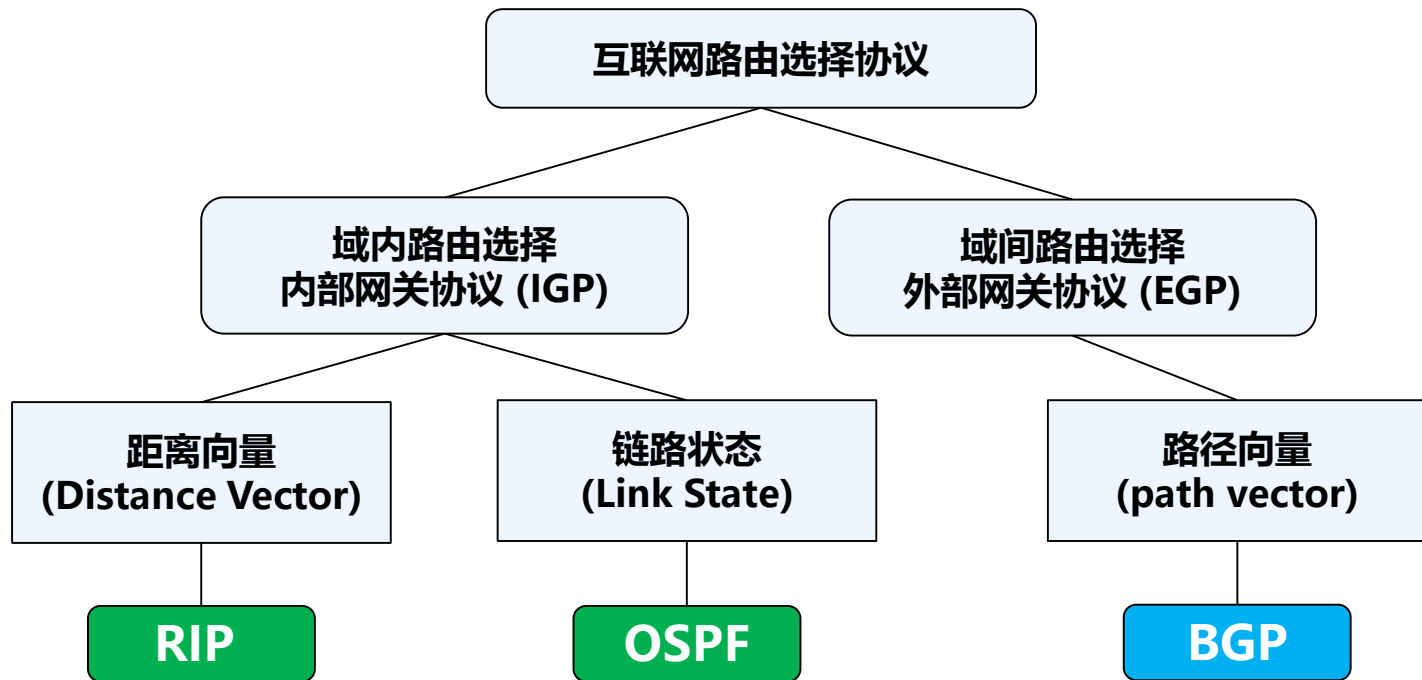 互联网路由选择协议
域内路由选择
内部网关协议 (IGP)
域间路由选择
外部网关协议 (EGP)
距离向量
(Distance Vector)
链路状态
(Link State)
路径向量
(path vector)
RIP
OSPF
BGP